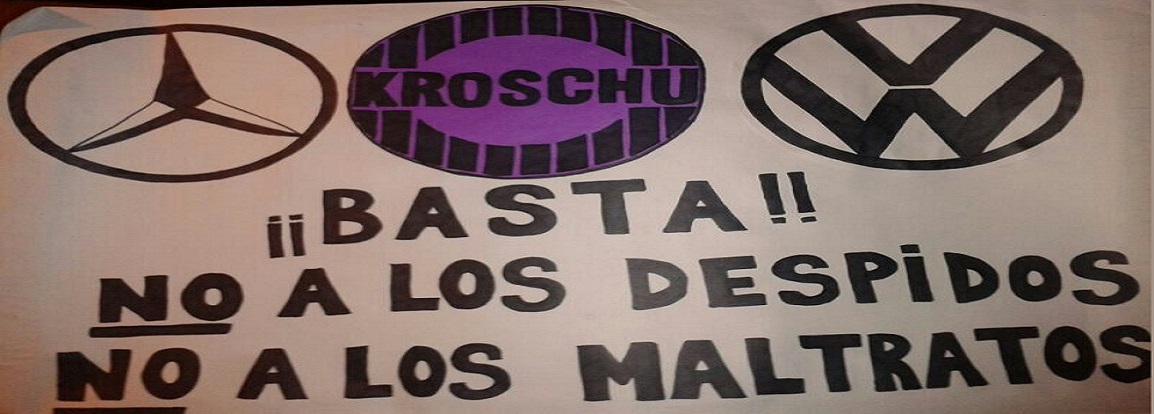 KROSCHU
¡¡BASTA!!
NO A LOS DESPiDOS
NO A LOS MALTRATOS